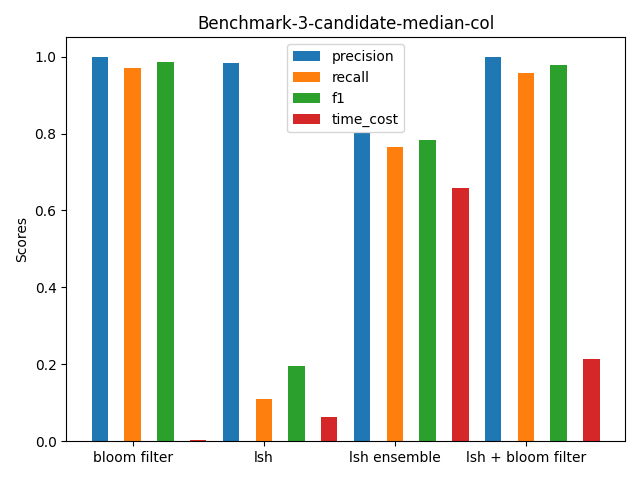 Benchmark-3-candidate-median-col
precision
recall
f1
time_cost
Scores
1.0
0.8
0.6
0.4
0.2
0.0
bloom filter
lsh
lsh ensemble
lsh + bloom filter